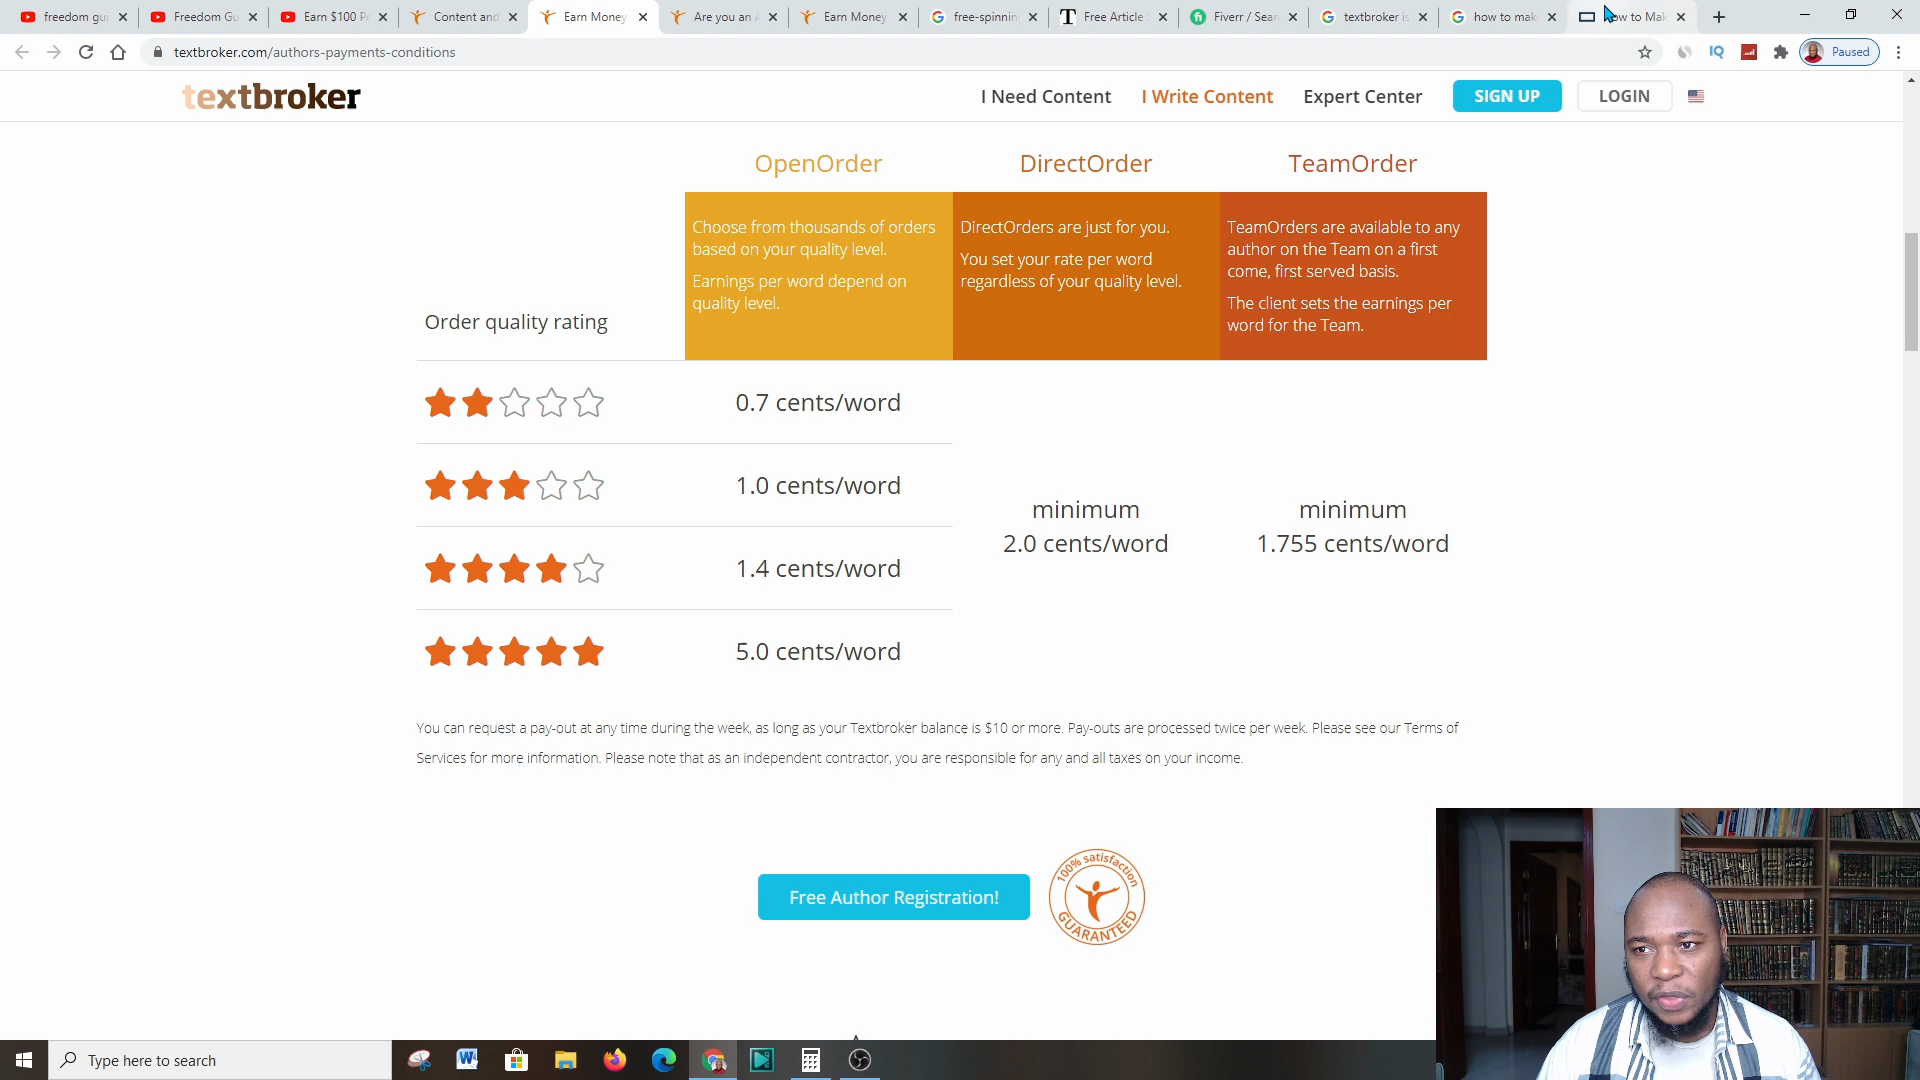 freedom gui
Freedom Gu
Earn $100 Pe
Content and
Earn Money
Are you an A
Earn Money
free-spinnin
Free Article S
Fiverr / Sear
textbroker is
how to mak
ow to Mak
textbroker.com/authors-payments-conditions
IQ
Paused
textbroker
I Need Content
I Write Content
Expert Center
SIGN UP
LOGIN
OpenOrder
DirectOrder
TeamOrder
Choose from thousands of orders
based on your quality level.
Earnings per word depend on
quality level.
DirectOrders are just for you.
You set your rate per word
regardless of your quality level.
TeamOrders are available to any
author on the Team on a first
come, first served basis.
The client sets the earnings per
word for the Team.
Order quality rating
0.7 cents/word
1.0 cents/word
1.4 cents/word
5.0 cents/word
minimum
2.0 cents/word
minimum
1.755 cents/word
You can request a pay-out at any time during the week, as long as your Textbroker balance is $10 or more. Pay-outs are processed twice per week. Please see our Terms of
Services for more information. Please note that as an independent contractor, you are responsible for any and all taxes on your income.
Free Author Registration!
100% satisfaction
GUARANTEED
Type here to search